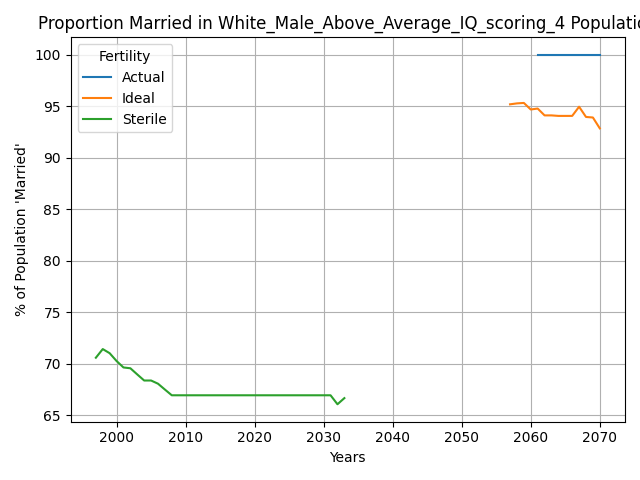 Proportion Married in White_Male_Above_Average_IQ_scoring_4 Populatio
Fertility
Actual
Ideal
Sterile
% of Population 'Married'
100
95
90
85
80
75
70
65
2000 2010 2020 2030 2040 2050 2060 2070
Years